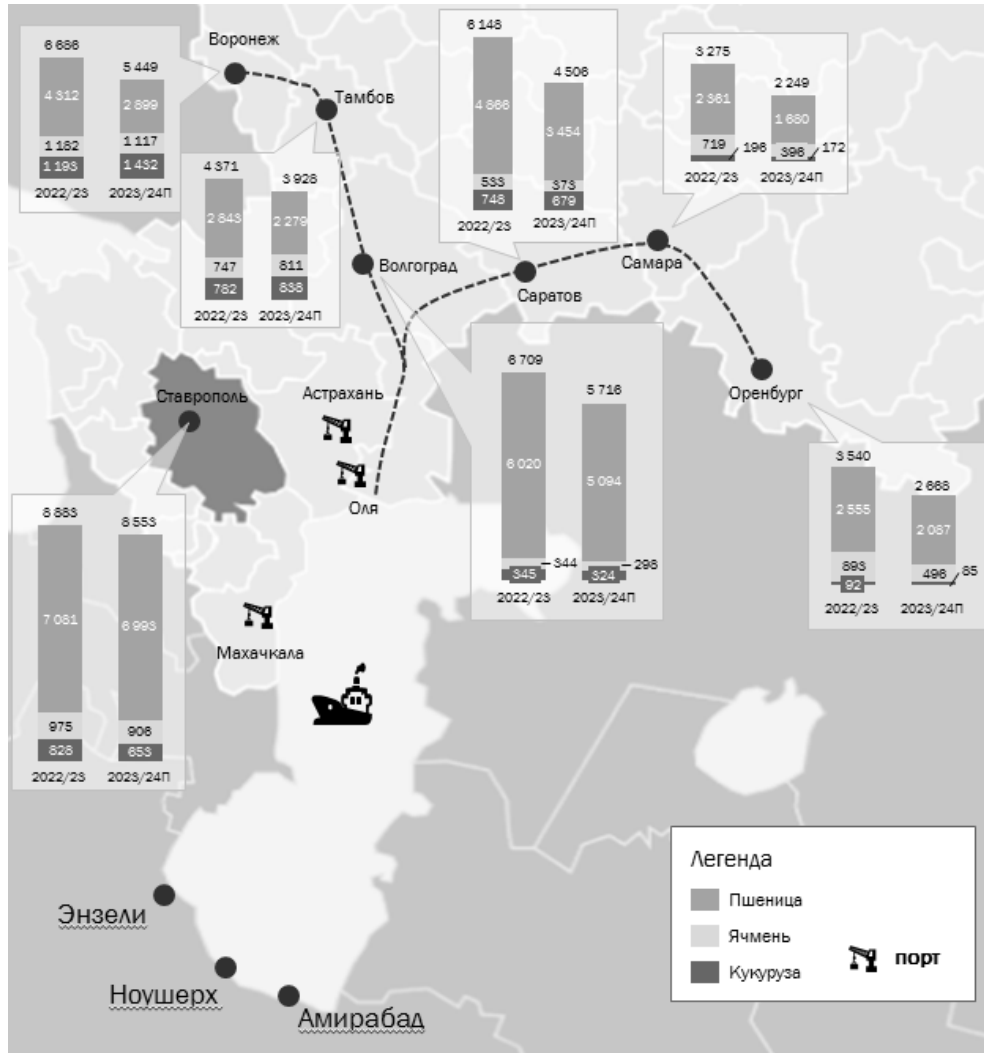 6 686
5 449
4 312
2 899
1 182
1 117
1 193
1 432
2022/23
2023/24П
Воронеж
Тамбов
4 371
3 928
2 843
2 279
747
811
782
838
2022/23
2023/24П
6 148
4 506
4 866
3 454
533
373
748
679
2022/23
2023/24П
3 275
2 249
2 361
1 680
719
196
396
172
2022/23
2023/24П
Волгоград
Саратов
Самара
Оренбург
Ставрополь
Астрахань
Оля
6 709
5 716
6 020
5 094
344
298
345
324
2022/23
2023/24П
3 540
2 668
2 555
2 087
893
496
85
92
2022/23
2023/24П
8 883
8 553
7 081
6 993
975
906
828
653
2022/23
2023/24П
Махачкала
Энзели
Ноушерх
Амирабад
Легенда
Пшеница
Ячмень
Кукуруза
порт